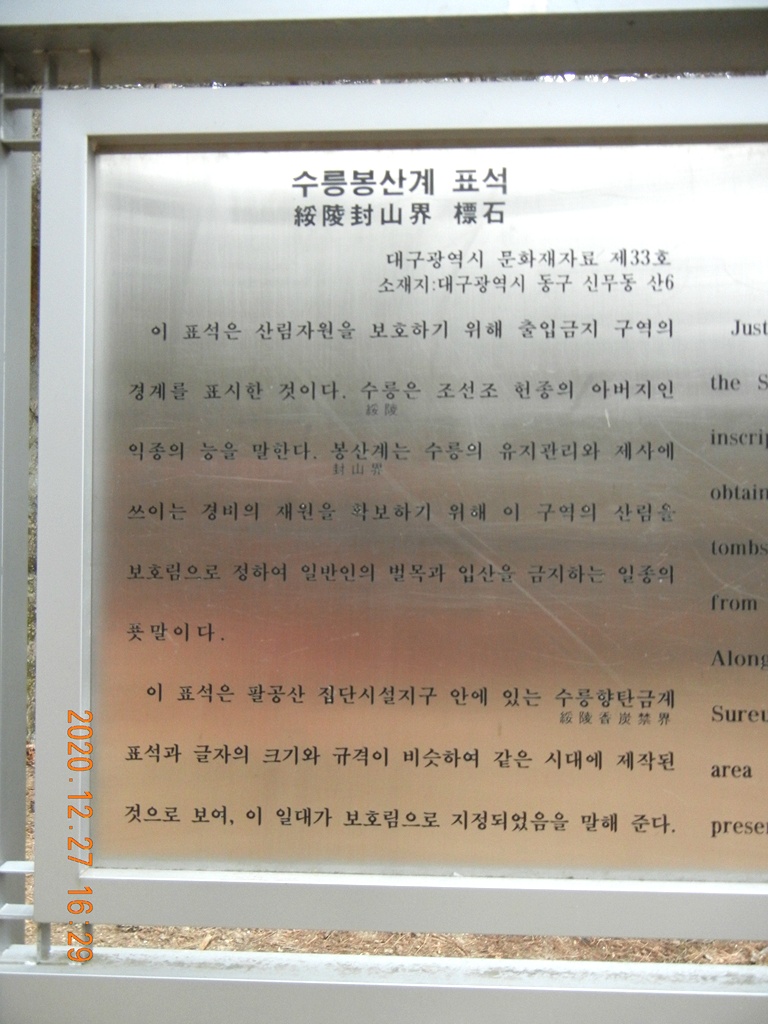 수릉봉산계 표석
綏陵封山界 標石
대구광역시 문화재자료 제33호
소재지:대구광역시 동구 신무동 산6
이 표석은 산림자원을 보호하기 위해 출입금지 구역의
경계를 표시한 것이다. 수릉은 조선조 헌종의 아버지인
綏陵
익종의 능을 말한다. 봉산계는 수릉의 유지관리와 제사에
封山界
쓰이는 경비의 재원을 확보하기 위해 이 구역의 산림을
보호림으로 정하여 일반인의 벌목과 입산을 금지하는 일종의
푯말이다.
이 표석은 팔공산 집단시설지구 안에 있는 수릉향탄금계
綏陵香炭禁界
표석과 글자의 크기와 규격이 비슷하여 같은 시대에 제작된
것으로 보여, 이 일대가 보호림으로 지정되었음을 말해 준다.
Just
the S
inscrip
obtain
tombs
from
Along
Sureu
area
preser
2020.12.27 16:29